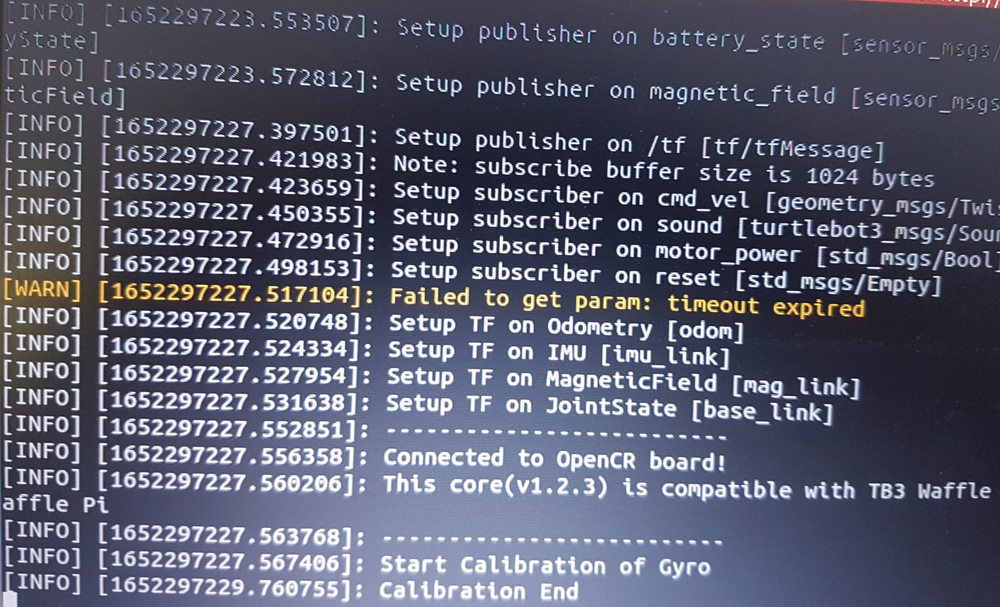 [INFO] [1652297223.553507]: Setup publisher on battery_state [sensor_msgs/
yState]
[INFO] [1652297223.572812]: Setup publisher on magnetic_field [sensor_msgs
ticField]
[INFO] [1652297227.397501]: Setup publisher on /tf [tf/tfMessage]
[INFO] [1652297227.421983]: Note: subscribe buffer size is 1024 bytes
[INFO] [1652297227.423659]: Setup subscriber on cmd_vel [geometry_msgs/Twis
[INFO] [1652297227.450355]: Setup subscriber on sound [turtlebot3_msgs/Soun
[INFO] [1652297227.472916]: Setup subscriber on motor_power [std_msgs/Bool]
[INFO] [1652297227.498153]: Setup subscriber on reset [std_msgs/Empty]
[WARN] [1652297227.517104]: Failed to get param: timeout expired
[INFO] [1652297227.520748]: Setup TF on Odometry [odom]
[INFO] [1652297227.524334]: Setup TF on IMU [imu_link]
[INFO] [1652297227.527954]: Setup TF on MagneticField [mag_link]
[INFO] [1652297227.531638]: Setup TF on JointState [base_link]
[INFO] [1652297227.552851]: --------------------------
[INFO] [1652297227.556358]: Connected to OpenCR board!
[INFO] [1652297227.560206]: This core(v1.2.3) is compatible with TB3 Waffle
affle Pi
[INFO] [1652297227.563768]: --------------------------
[INFO] [1652297227.567406]: Start Calibration of Gyro
[INFO] [1652297229.760755]: Calibration End